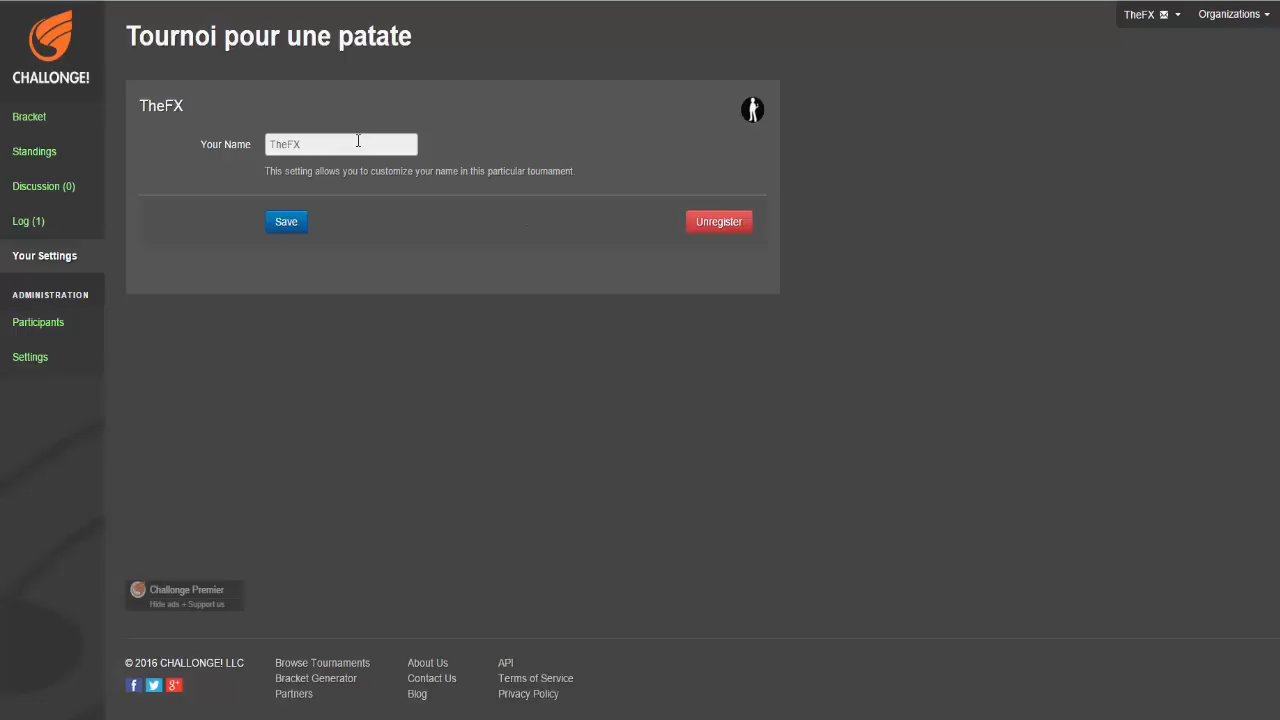 TheFX
Organizations
CHALLONGE!
Tournoi pour une patate
Bracket
Standings
Discussion (0)
Log (1)
Your Settings
ADMINISTRATION
Participants
Settings
TheFX
Your Name
TheFX
This setting allows you to customize your name in this particular tournament.
Save
Unregister
Challonge Premier
Hide ads + Support us
© 2016 CHALLONGE! LLC
Browse Tournaments
Bracket Generator
Partners
About Us
Contact Us
Blog
API
Terms of Service
Privacy Policy